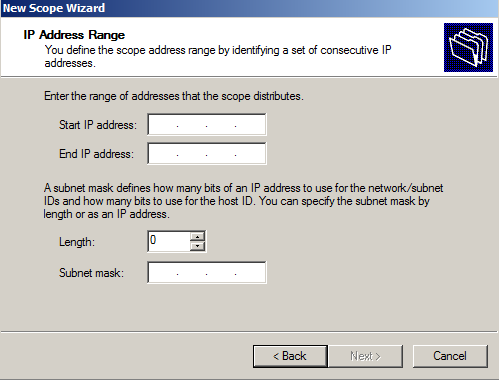 New Scope Wizard
IP Address Range
You define the scope address range by identifying a set of consecutive IP
addresses.
Enter the range of addresses that the scope distributes.
Start IP address: . . .
End IP address: . . .
A subnet mask defines how many bits of an IP address to use for the network/subnet
IDs and how many bits to use for the host ID. You can specify the subnet mask by
length or as an IP address.
Length: 0
Subnet mask: . . .
< Back Next > Cancel